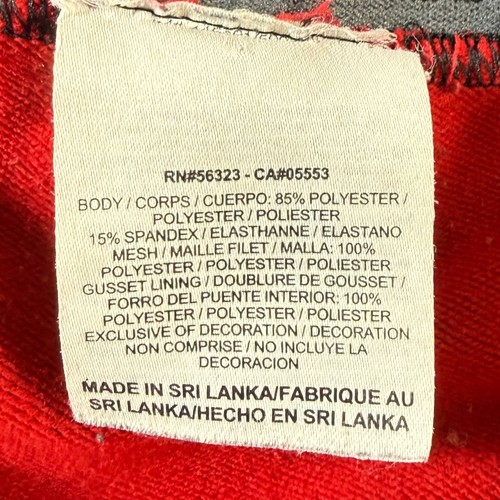 RN#56323 - CA#05553
BODY / CORPS / CUERPO: 85% POLYESTER /
POLYESTER / POLIESTER
15% SPANDEX / ELASTHANNE / ELASTANO
MESH / MAILLE FILET / MALLA: 100%
POLYESTER / POLYESTER / POLIESTER
GUSSET LINING / DOUBLURE DE GOUSSET /
FORRO DEL PUENTE INTERIOR: 100%
POLYESTER / POLYESTER / POLIESTER
EXCLUSIVE OF DECORATION / DECORATION
NON COMPRISE / NO INCLUYE LA
DECORACION
MADE IN SRI LANKA/FABRIQUE AU
SRI LANKA/HECHO EN SRI LANKA